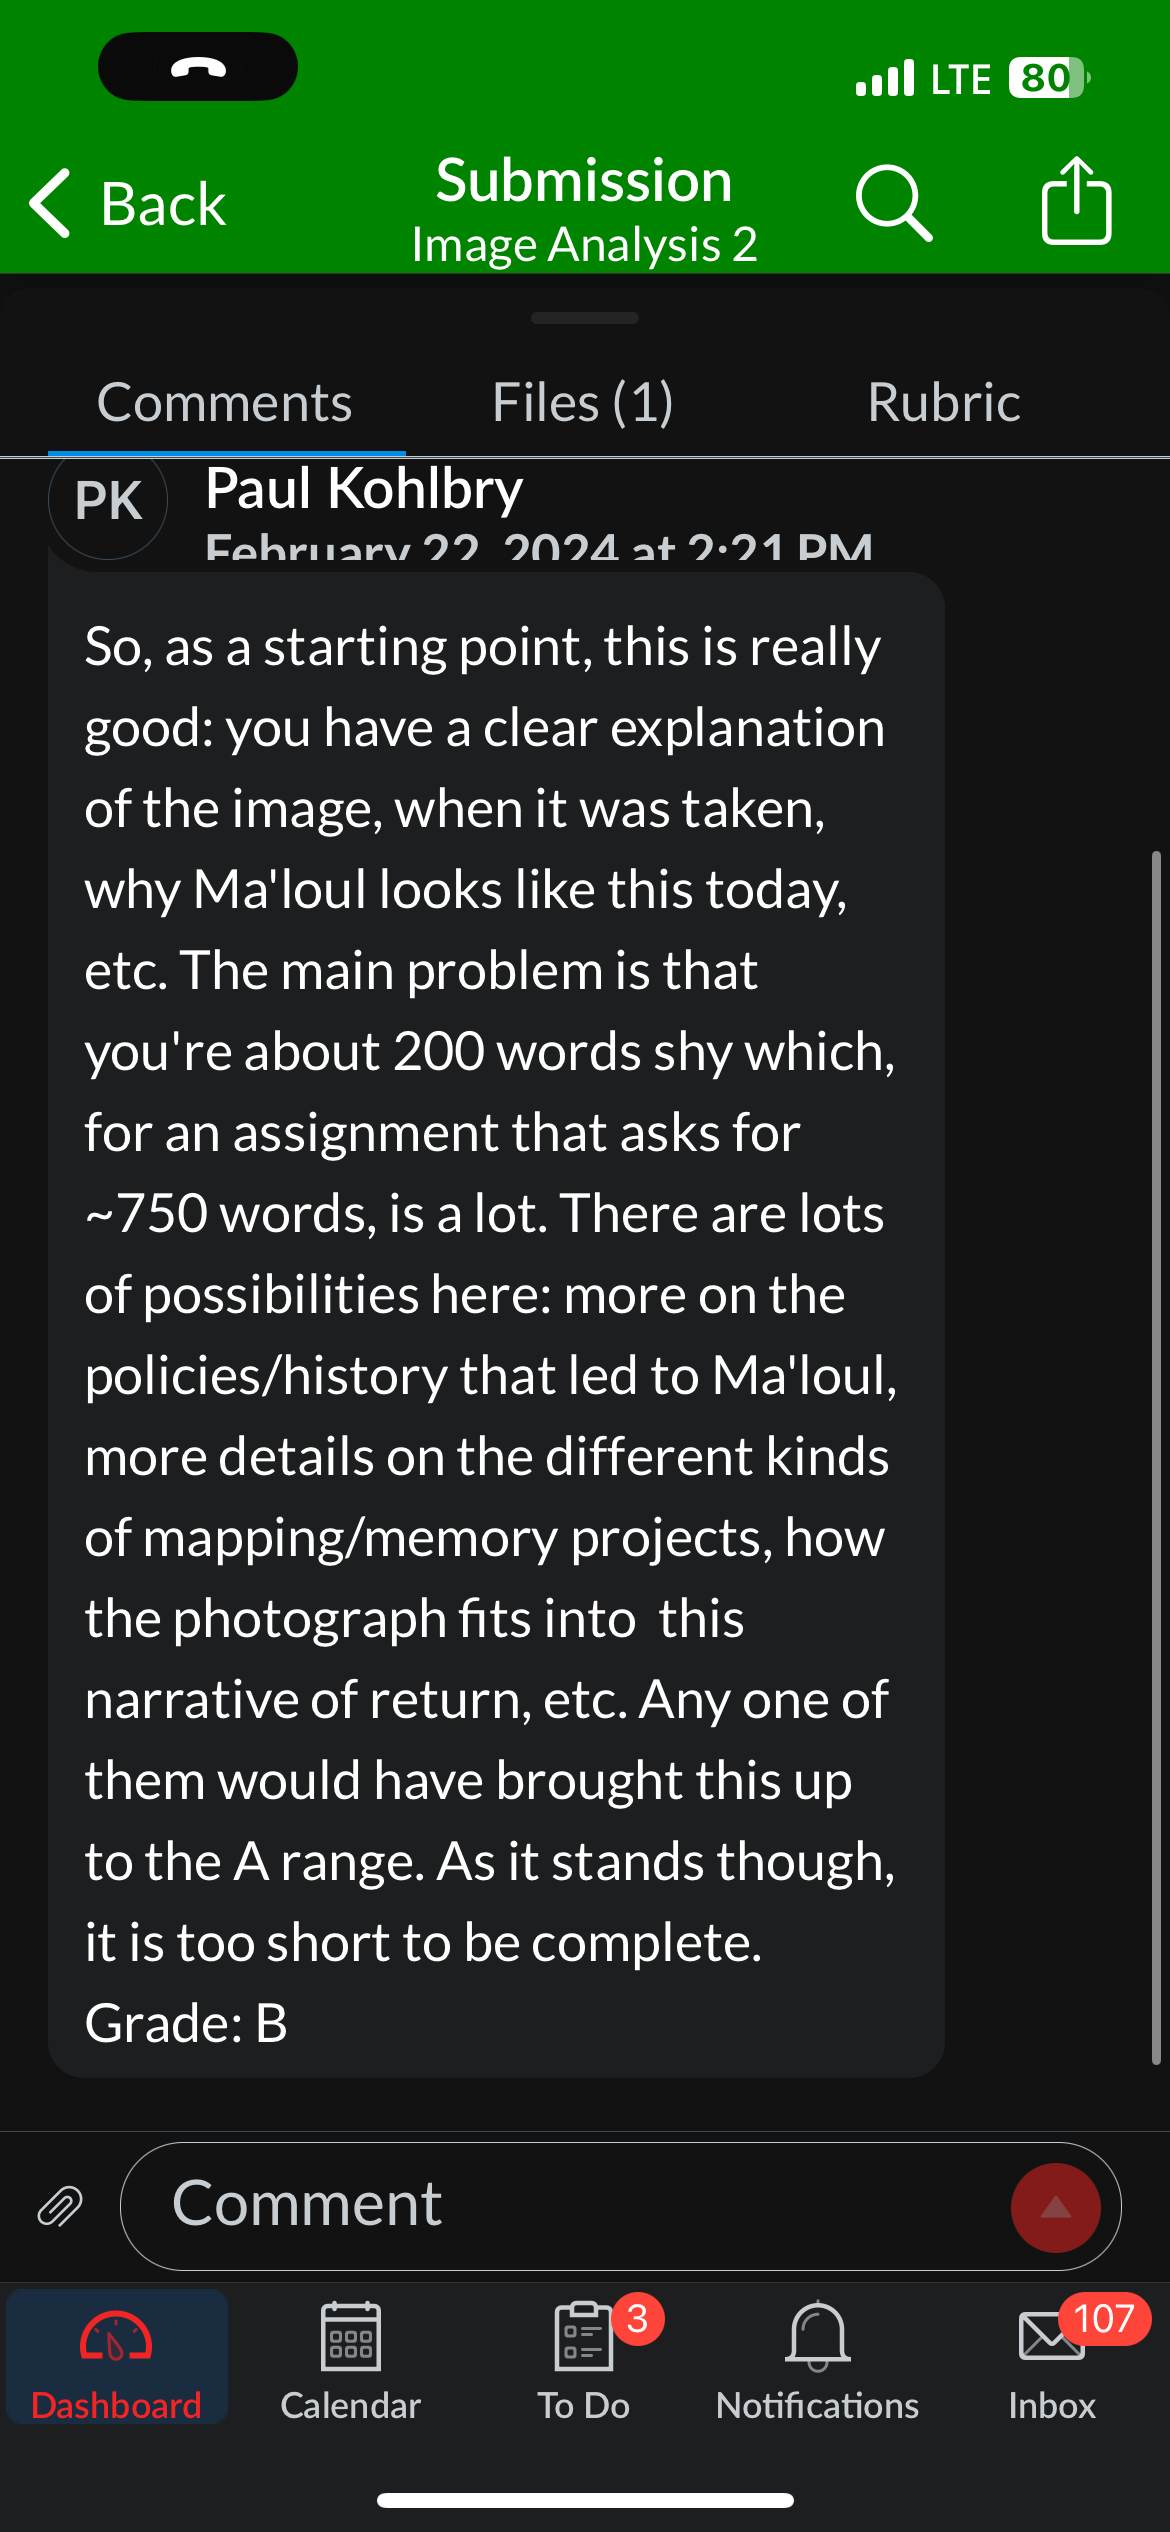 LTE 80
Back
Submission
Image Analysis 2
Comments Files (1) Rubric
PK
Paul Kohlbry
February 22, 2024 at 2:21 PM
So, as a starting point, this is really
good: you have a clear explanation
of the image, when it was taken,
why Ma'loul looks like this today,
etc. The main problem is that
you're about 200 words shy which,
for an assignment that asks for
~750 words, is a lot. There are lots
of possibilities here: more on the
policies/history that led to Ma'loul,
more details on the different kinds
of mapping/memory projects, how
the photograph fits into  this
narrative of return, etc. Any one of
them would have brought this up
to the A range. As it stands though,
it is too short to be complete.
Grade: B
Comment
3 107
Dashboard Calendar To Do Notifications Inbox